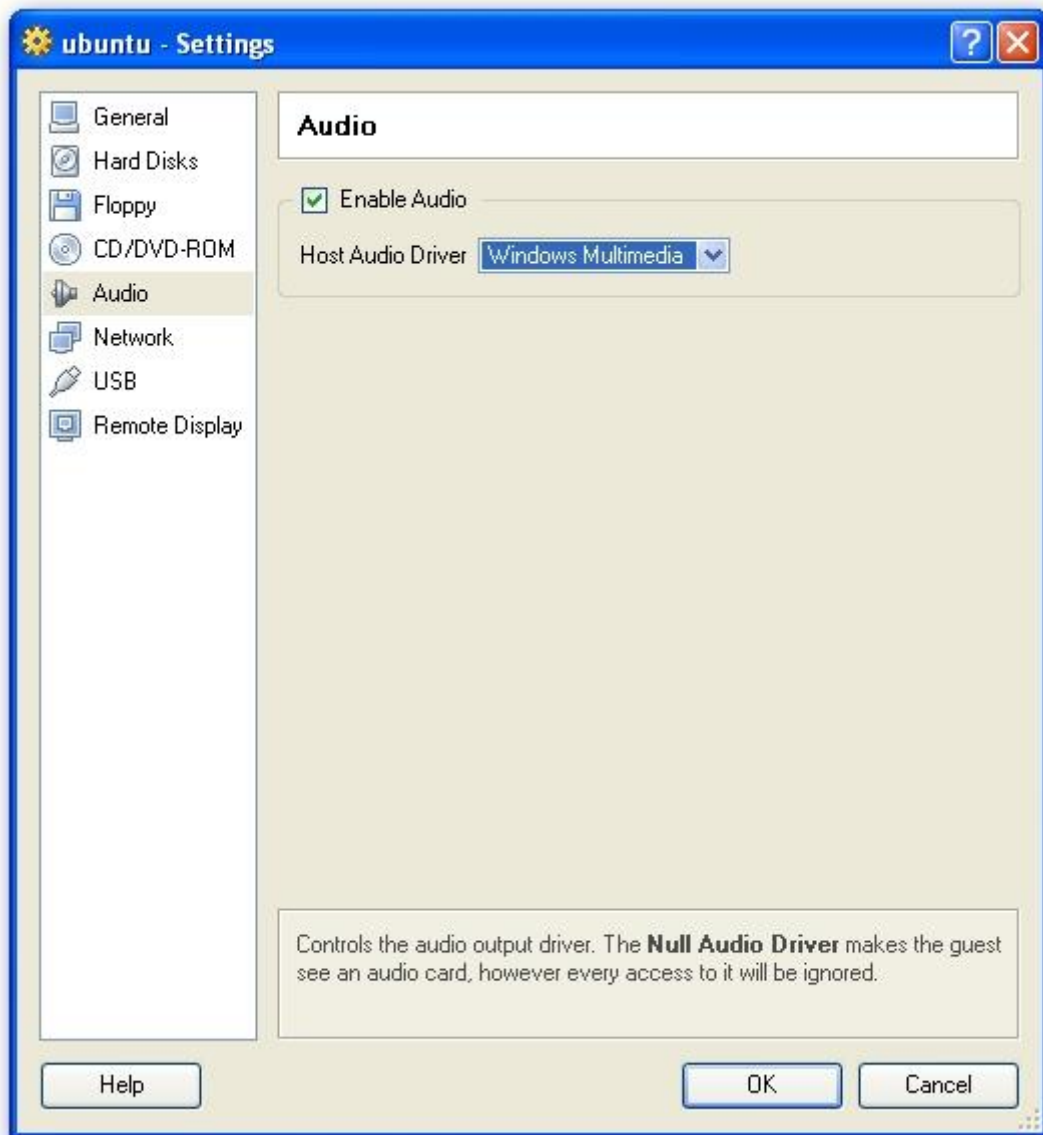 ubuntu - Settings
General
Hard Disks
Floppy
CD/DVD-ROM
Audio
Network
USB
Remote Display
Audio
Enable Audio
Host Audio Driver Windows Multimedia
Controls the audio output driver. The Null Audio Driver makes the guest
see an audio card, however every access to it will be ignored.
Help
OK
Cancel